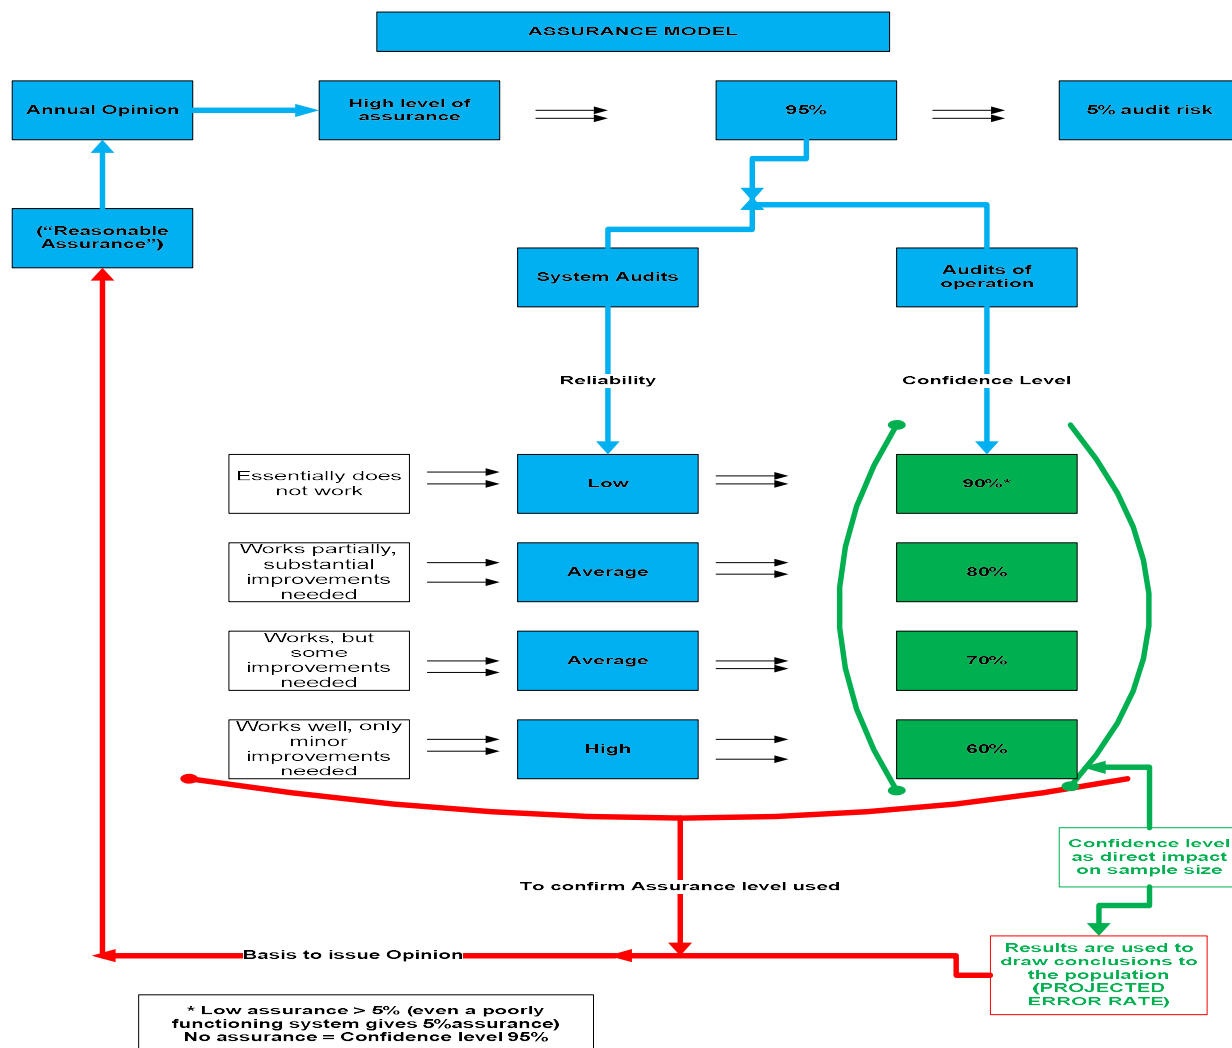 ASSURANCE MODEL
Annual Opinion
High level of
assurance
95%
5% audit risk
(“Reasonable
Assurance”)
System Audits
Audits of
operation
Reliability
Confidence Level
Essentially does
not work
Low
90%*
Works partially,
substantial
improvements
needed
Average
80%
Works, but
some
improvements
needed
Average
70%
Works well, only
minor
improvements
needed
High
60%
Confidence level
as direct impact
on sample size
To confirm Assurance level used
Basis to issue Opinion
Results are used to
draw conclusions to
the population
(PROJECTED
ERROR RATE)
* Low assurance > 5% (even a poorly
functioning system gives 5%assurance)
No assurance = Confidence level 95%